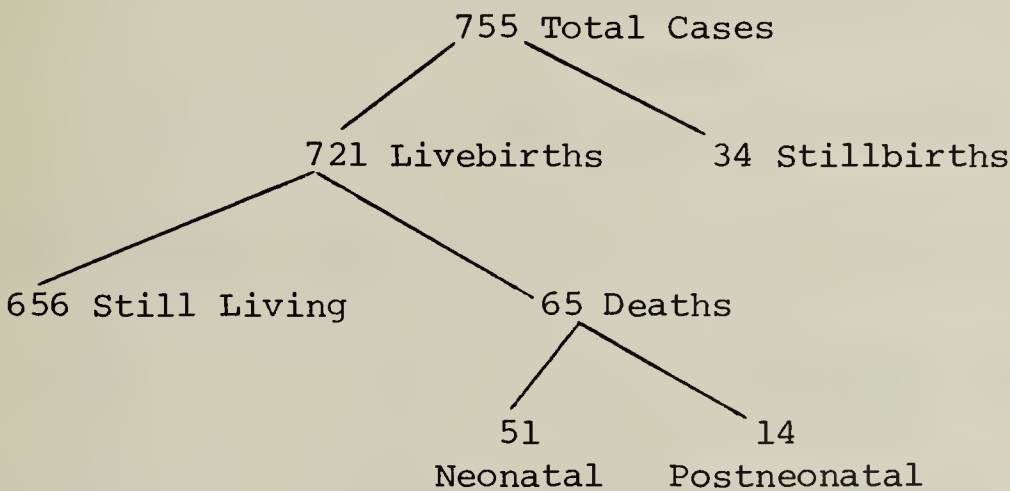 755 Total Cases
721 Livebirths 34 Stillbirths
656 Still Living 65 Deaths
51 14
Neonatal Postneonatal